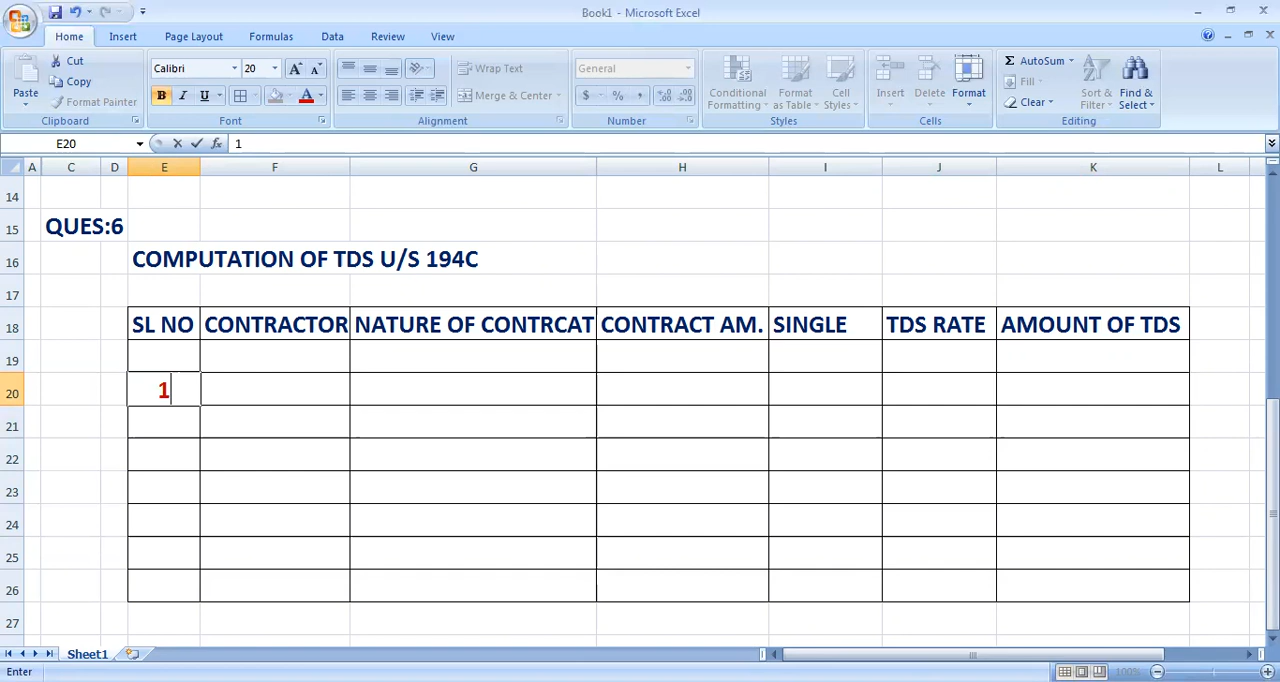 Book1 - Microsoft Excel
Home Insert Page Layout Formulas Data Review View
Paste Cut Copy Format Painter Clipboard
Calibri 20 A A B I U A Font
Wrap Text Merge & Center Alignment
General $ % , .0 .00 .00 .0 Number
Conditional Formatting Format as Table Cell Styles Styles
Insert Delete Format Cells
Σ AutoSum Fill Clear Sort & Filter Find & Select Editing
E20 fx 1
A C D E F G H I J K L
14
15 QUES:6
16 COMPUTATION OF TDS U/S 194C
17
18 SL NO CONTRACTOR NATURE OF CONTRCAT CONTRACT AM. SINGLE TDS RATE AMOUNT OF TDS
19
20 1
21
22
23
24
25
26
27
Sheet1
Enter 100%